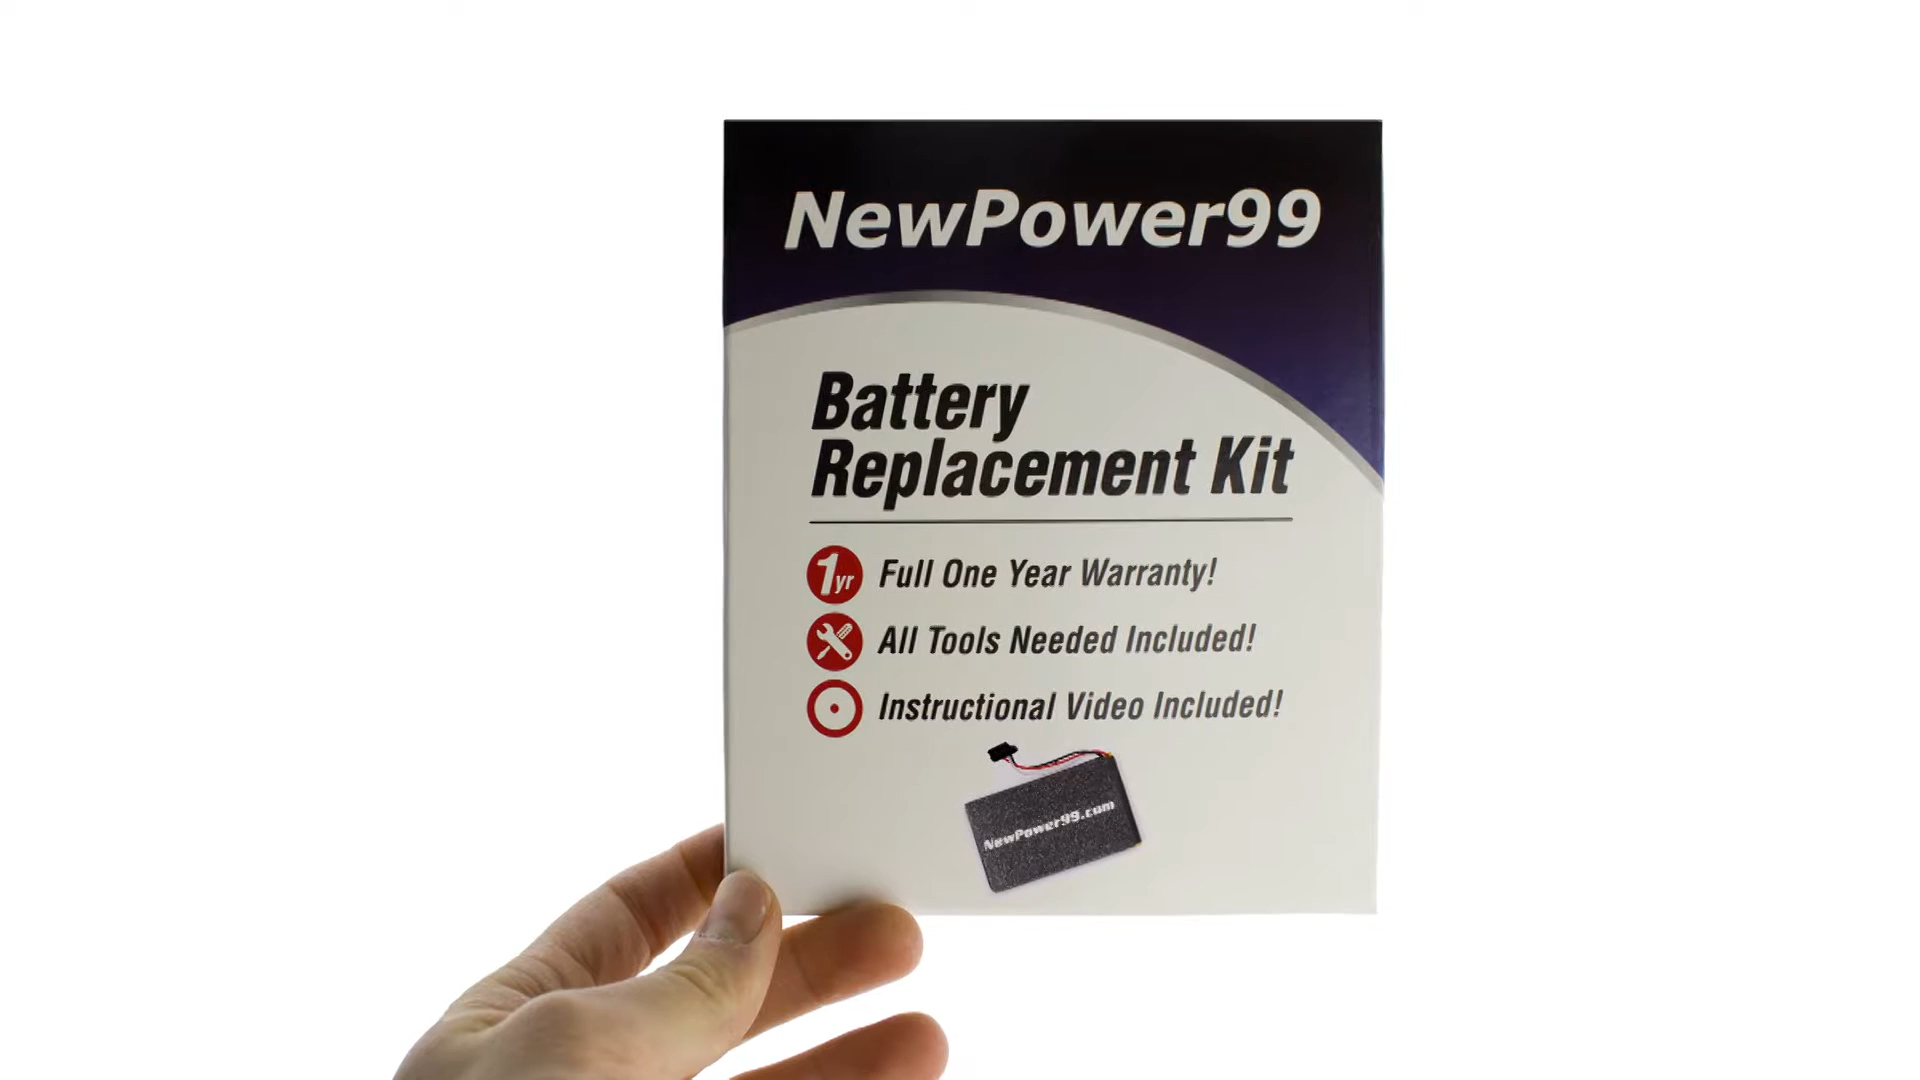 NewPower99
Battery
Replacement Kit
1yr Full One Year Warranty!
All Tools Needed Included!
Instructional Video Included!
NewPower99.com